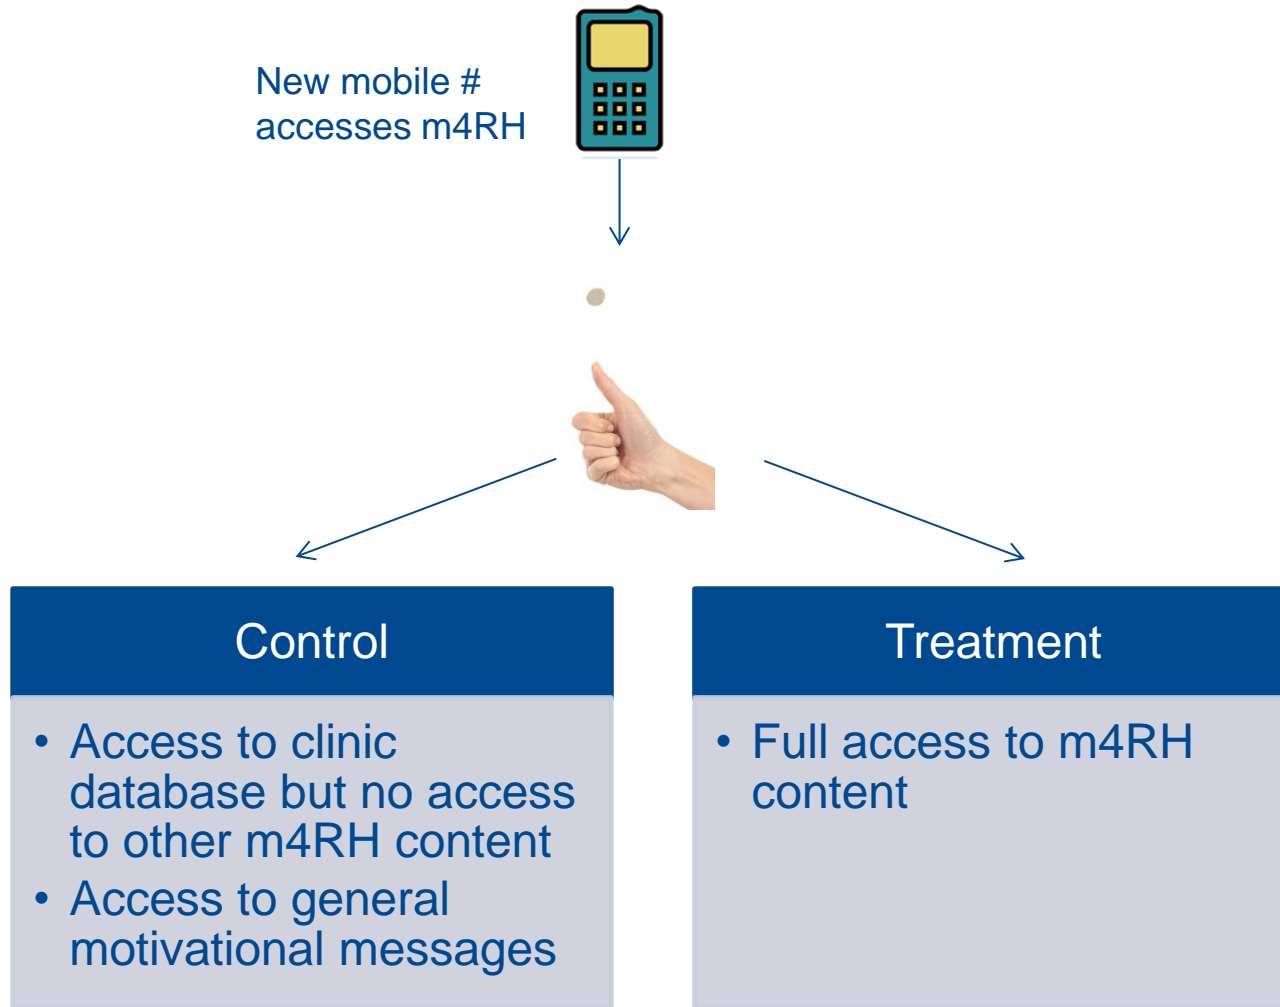 New mobile #
accesses m4RH
Control
• Access to clinic
database but no access
to other m4RH content
• Access to general
motivational messages
Treatment
• Full access to m4RH
content